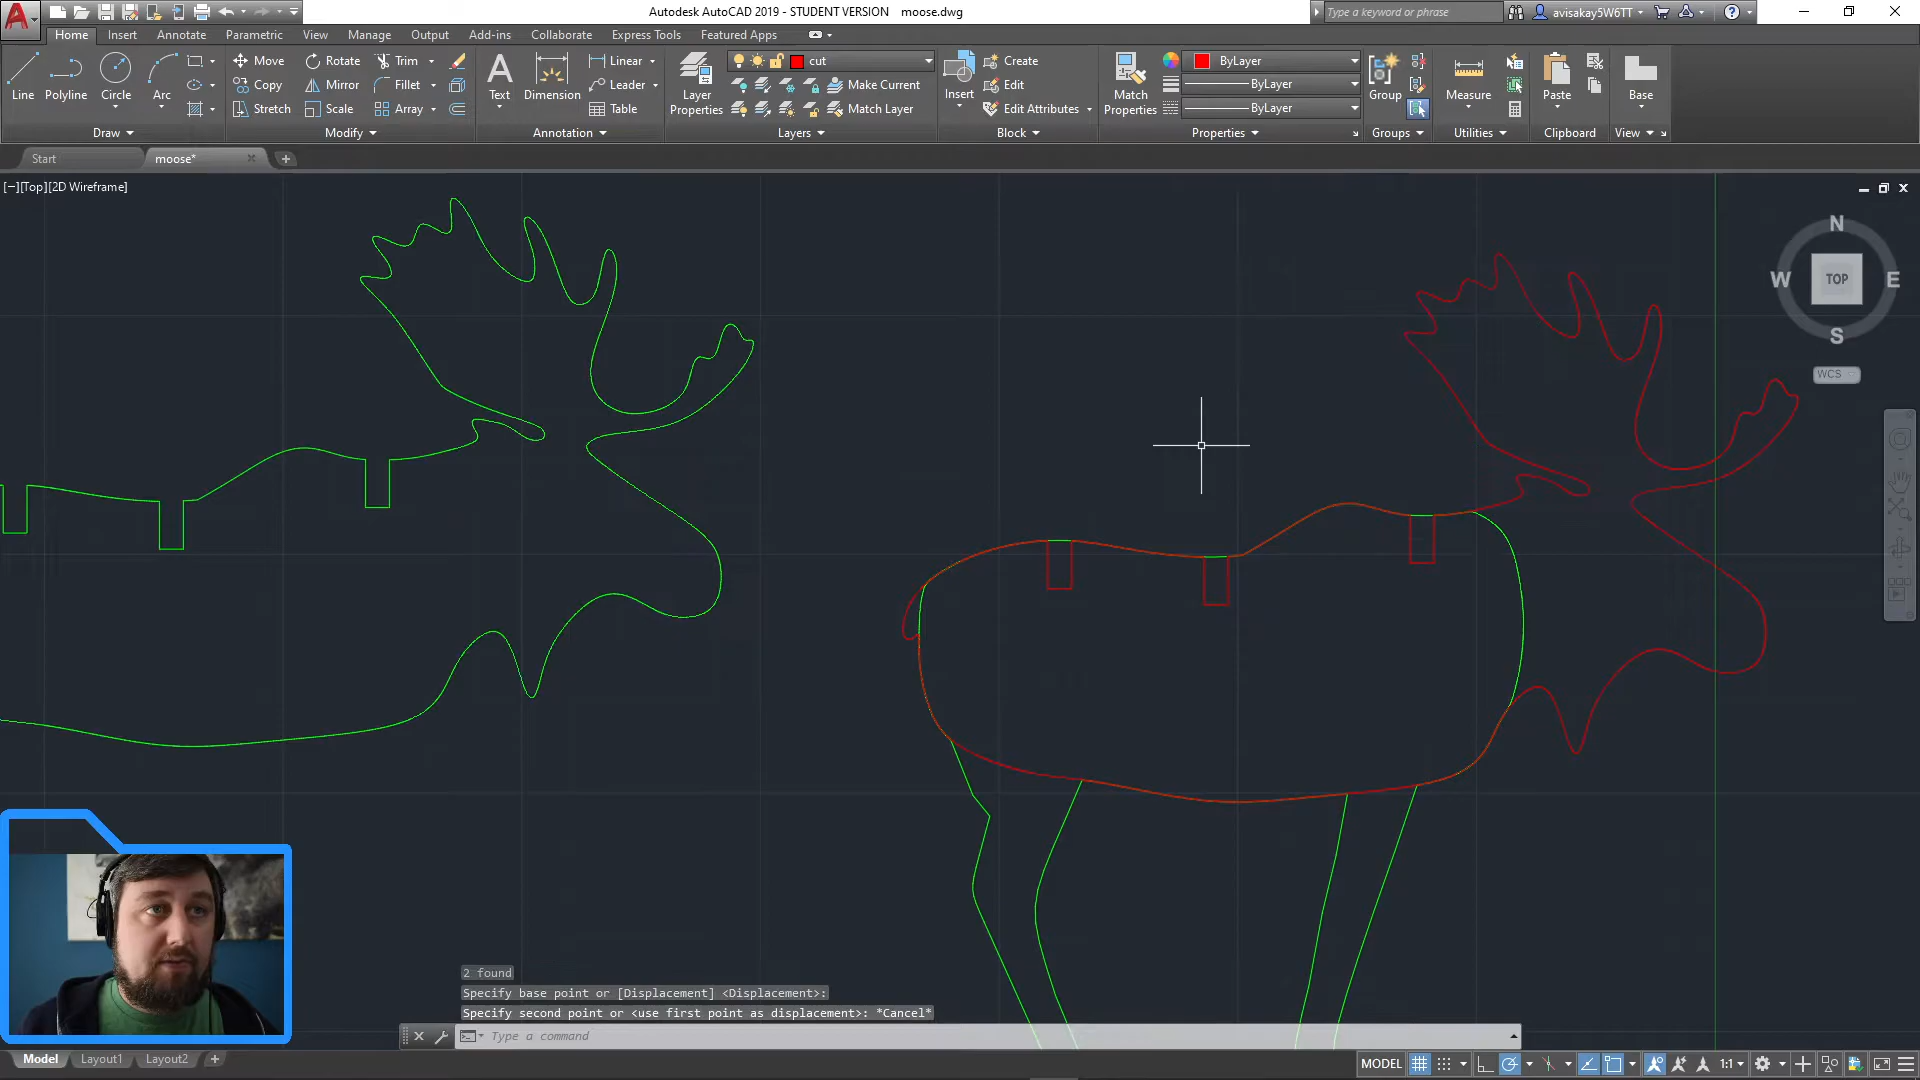 Autodesk AutoCAD 2019 - STUDENT VERSION moose.dwg
Type a keyword or phrase
avisakay5W6TT
Home Insert Annotate Parametric View Manage Output Add-ins Collaborate Express Tools Featured Apps
Move Rotate Trim
Copy Mirror Fillet
Stretch Scale Array
Line Polyline Circle Arc
Linear
Leader
Table
Text Dimension
Layer Properties
cut
Make Current
Match Layer
Insert
Create
Edit
Edit Attributes
Match Properties
ByLayer
ByLayer
ByLayer
Group Measure Paste Base
Draw Modify Annotation Layers Block Properties Groups Utilities Clipboard View
Start moose*
[−][Top][2D Wireframe]
N
W TOP E
S
WCS
2 found
Specify base point or [Displacement] <Displacement>:
Specify second point or <use first point as displacement>: *Cancel*
Type a command
Model Layout1 Layout2
MODEL 1:1